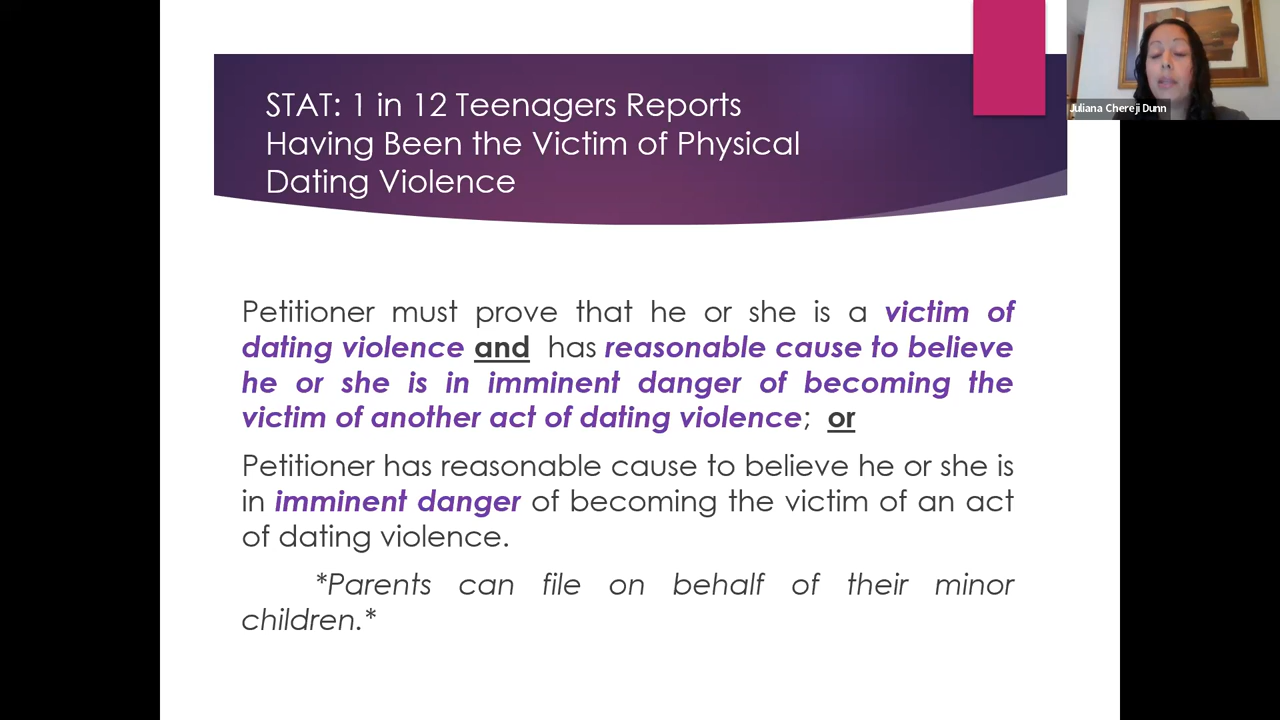 STAT: 1 in 12 Teenagers Reports
Having Been the Victim of Physical
Dating Violence
Juliana Chereji Dunn
Petitioner must prove that he or she is a victim of
dating violence and has reasonable cause to believe
he or she is in imminent danger of becoming the
victim of another act of dating violence; or
Petitioner has reasonable cause to believe he or she is
in imminent danger of becoming the victim of an act
of dating violence.
*Parents can file on behalf of their minor
children.*